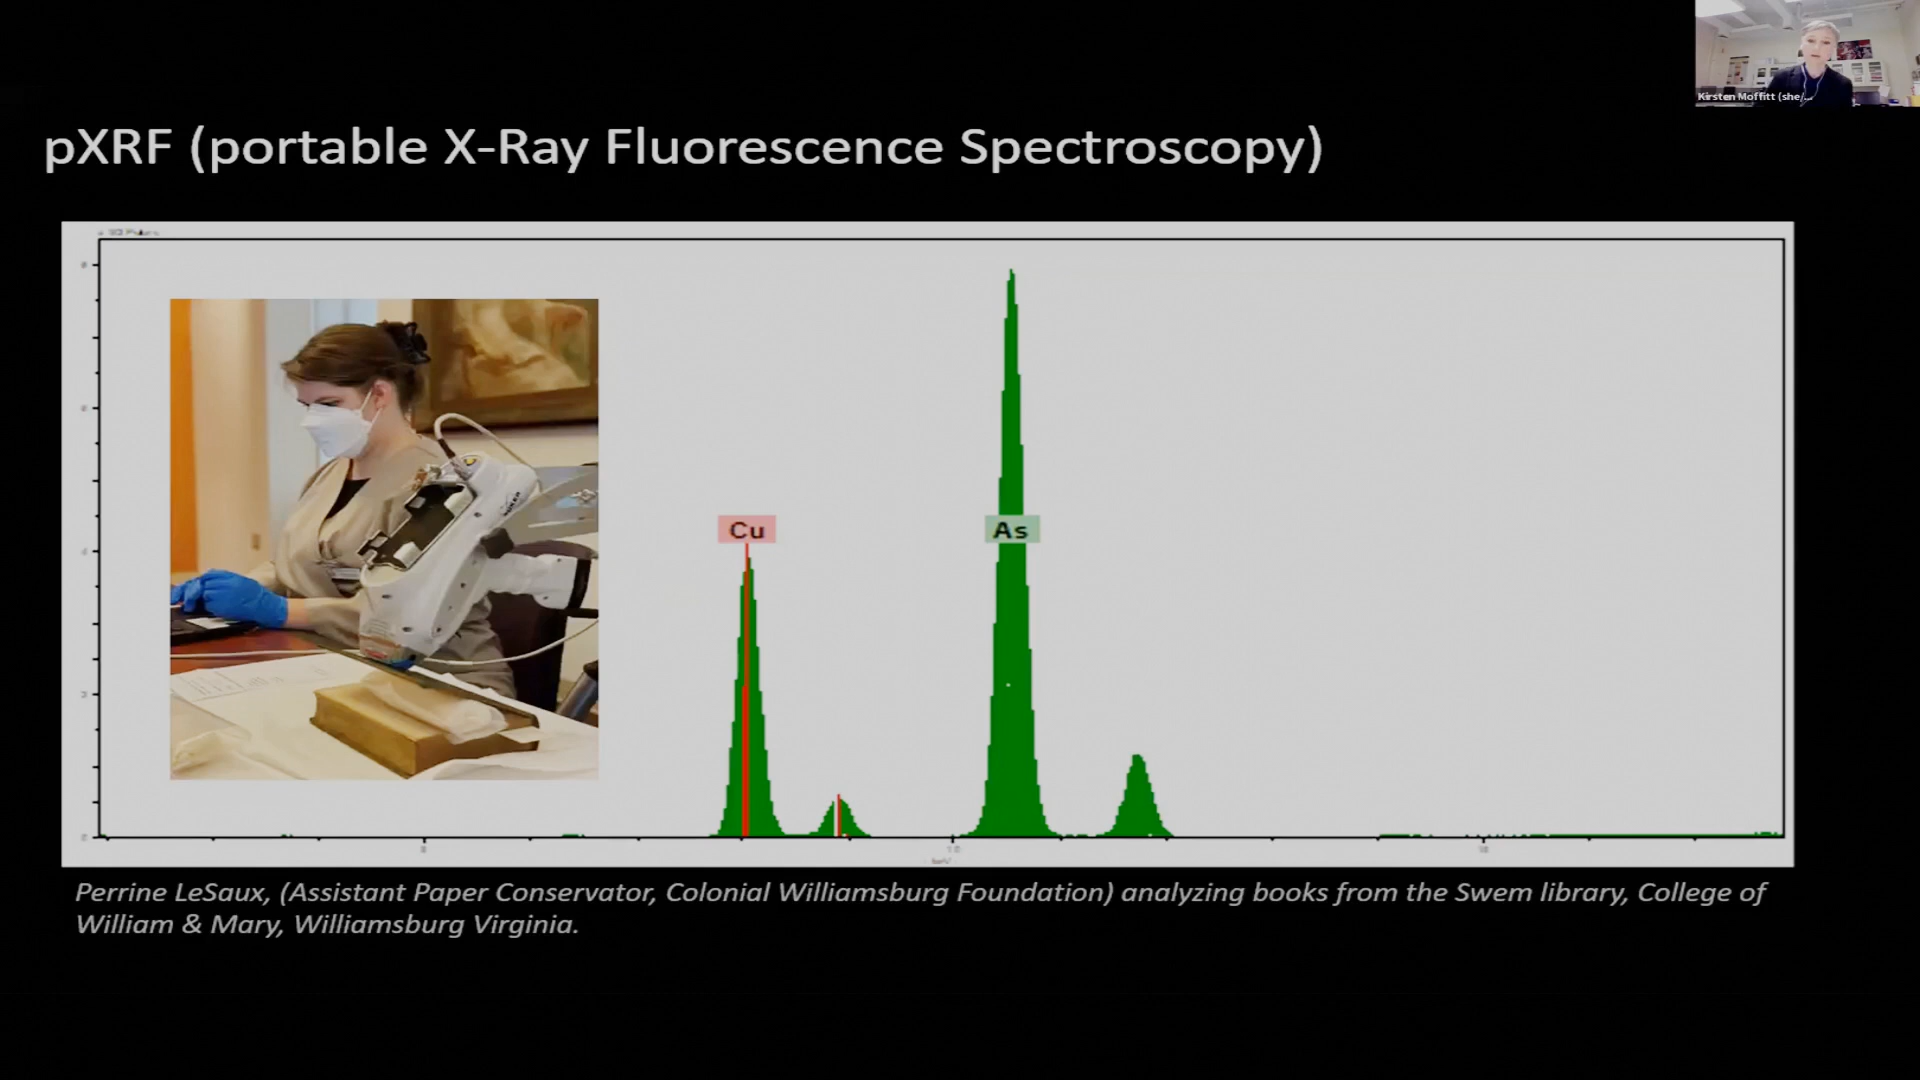 Kirsten Moffitt (she/...
pXRF (portable X-Ray Fluorescence Spectroscopy)
Cu
As
Perrine LeSaux, (Assistant Paper Conservator, Colonial Williamsburg Foundation) analyzing books from the Swem library, College of
William & Mary, Williamsburg Virginia.